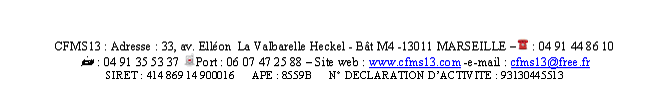 CFMS13 : Adresse : 33, av. Elléon La Valbarelle Heckel - Bât M4 -13011 MARSEILLE – ☎ : 04 91 44 86 10
📠 : 04 91 35 53 37 📱 Port : 06 07 47 25 88 – Site web : www.cfms13.com -e-mail : cfms13@free.fr
SIRET : 414 869 14 900016 APE : 8559B N° DECLARATION D'ACTIVITE : 93130445513